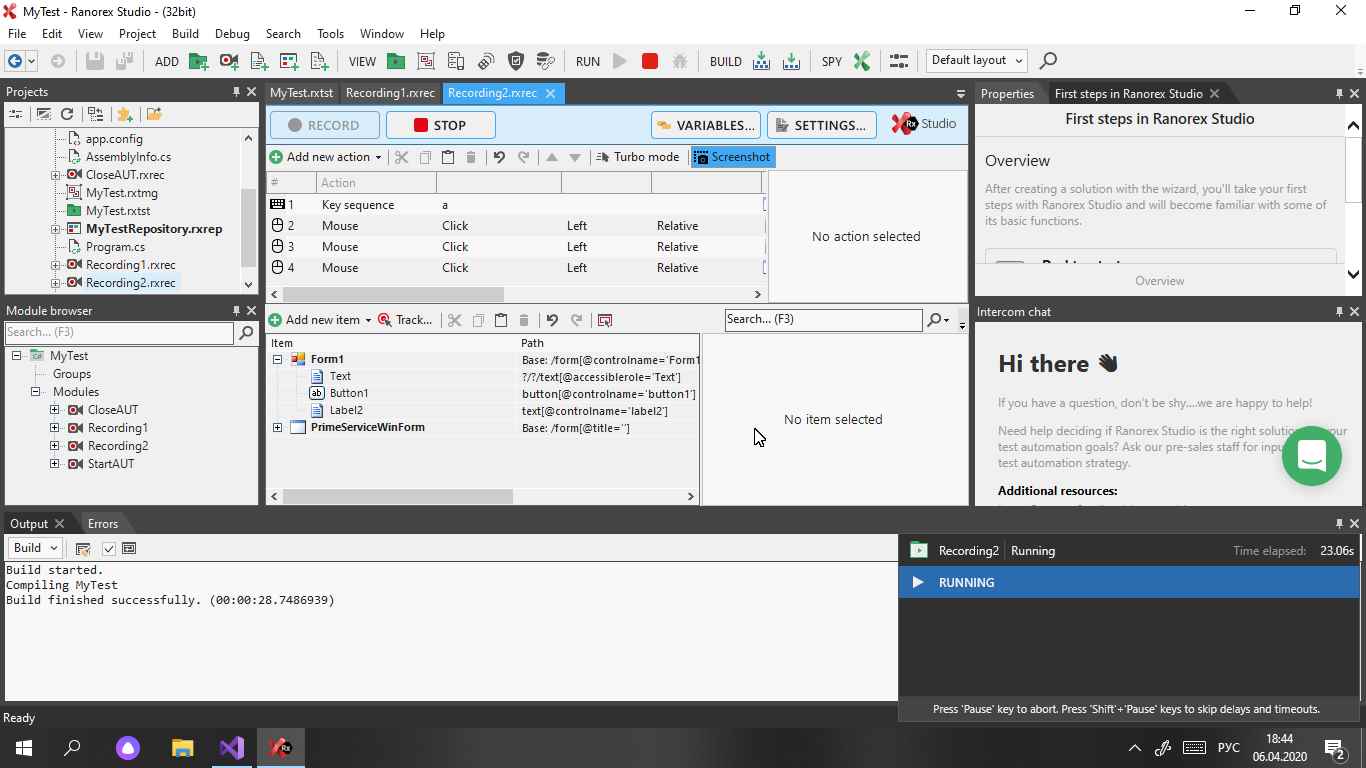 MyTest - Ranorex Studio - (32bit)
File Edit View Project Build Debug Search Tools Window Help
ADD VIEW RUN BUILD SPY Default layout
Projects
app.config
AssemblyInfo.cs
CloseAUT.rxrec
MyTest.rxtmg
MyTest.rxtst
MyTestRepository.rxrep
Program.cs
Recording1.rxrec
Recording2.rxrec
Module browser
Search... (F3)
MyTest
Groups
Modules
CloseAUT
Recording1
Recording2
StartAUT
MyTest.rxtst Recording1.rxrec Recording2.rxrec
RECORD STOP VARIABLES... SETTINGS... Rx Studio
Add new action Turbo mode Screenshot
# Action
1 Key sequence a
2 Mouse Click Left Relative
3 Mouse Click Left Relative
4 Mouse Click Left Relative
No action selected
Add new item Track... Search... (F3)
Item Path
Form1 Base: /form[@controlname='Form1
Text ?/?/text[@accessiblerole='Text']
ab Button1 button[@controlname='button1']
Label2 text[@controlname='label2']
PrimeServiceWinForm Base: /form[@title='']
No item selected
Properties First steps in Ranorex Studio
First steps in Ranorex Studio
Overview
After creating a solution with the wizard, you'll take your first
steps with Ranorex Studio and will become familiar with some of
its basic functions.
Overview
Intercom chat
Hi there
If you have a question, don't be shy....we are happy to help!
Need help deciding if Ranorex Studio is the right solution your
test automation goals? Ask our pre-sales staff for
test automation strategy.
Additional resources:
Output Errors
Build
Build started.
Compiling MyTest
Build finished successfully. (00:00:28.7486939)
Recording2 Running Time elapsed: 23.06s
RUNNING
Press 'Pause' key to abort. Press 'Shift'+'Pause' keys to skip delays and timeouts.
Ready
Rx
РУС
18:44
06.04.2020
2